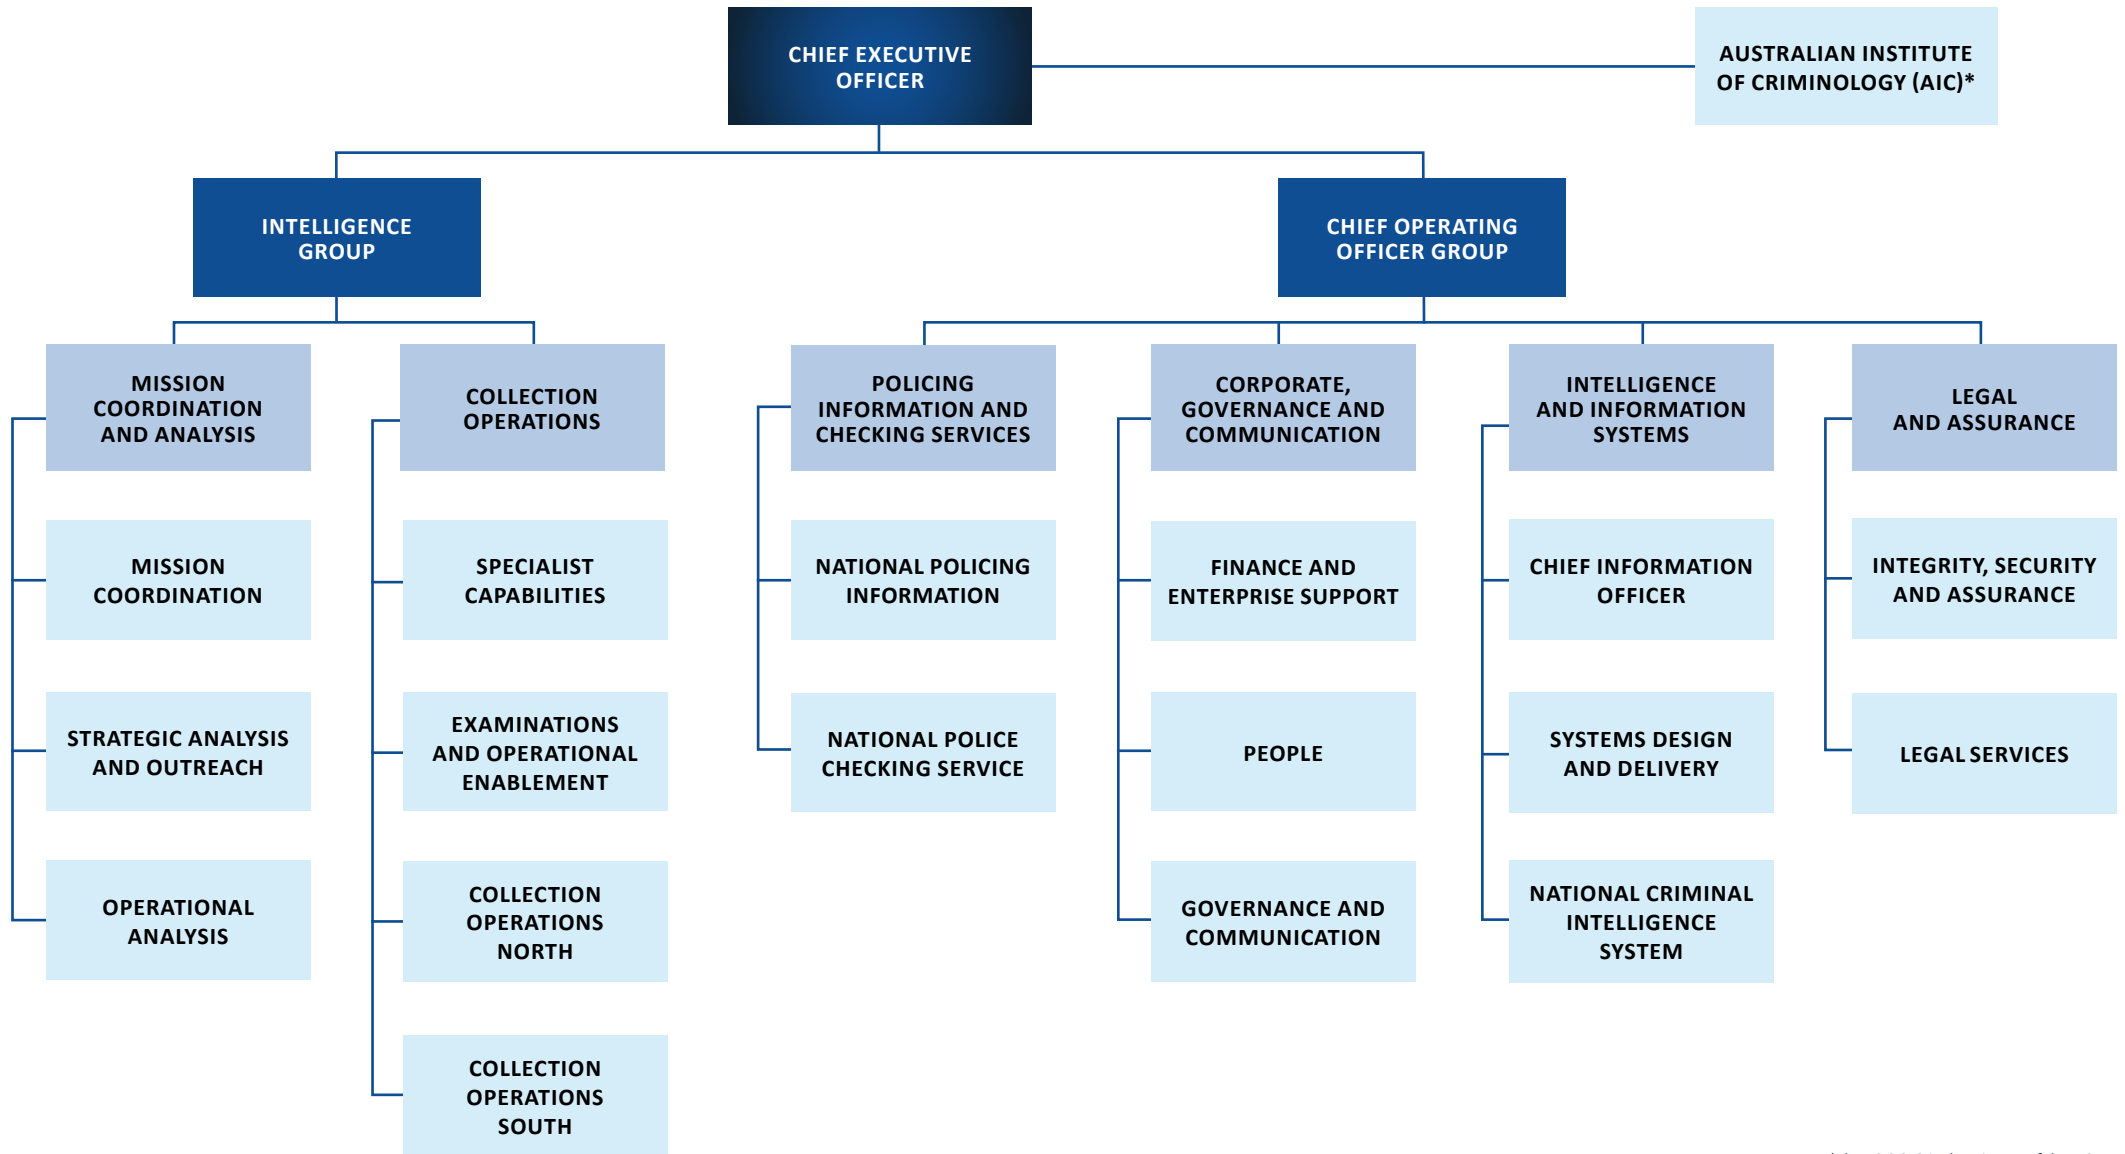 CHIEF EXECUTIVE
OFFICER
AUSTRALIAN INSTITUTE
OF CRIMINOLOGY (AIC)*
INTELLIGENCE
GROUP
CHIEF OPERATING
OFFICER GROUP
MISSION
COORDINATION
AND ANALYSIS
COLLECTION
OPERATIONS
POLICING
INFORMATION AND
CHECKING SERVICES
CORPORATE,
GOVERNANCE AND
COMMUNICATION
INTELLIGENCE
AND INFORMATION
SYSTEMS
LEGAL
AND ASSURANCE
MISSION
COORDINATION
SPECIALIST
CAPABILITIES
NATIONAL POLICING
INFORMATION
FINANCE AND
ENTERPRISE SUPPORT
CHIEF INFORMATION
OFFICER
INTEGRITY, SECURITY
AND ASSURANCE
STRATEGIC ANALYSIS
AND OUTREACH
EXAMINATIONS
AND OPERATIONAL
ENABLEMENT
NATIONAL POLICE
CHECKING SERVICE
PEOPLE
SYSTEMS DESIGN
AND DELIVERY
LEGAL SERVICES
OPERATIONAL
ANALYSIS
COLLECTION
OPERATIONS
NORTH
GOVERNANCE AND
COMMUNICATION
NATIONAL CRIMINAL
INTELLIGENCE
SYSTEM
COLLECTION
OPERATIONS
SOUTH